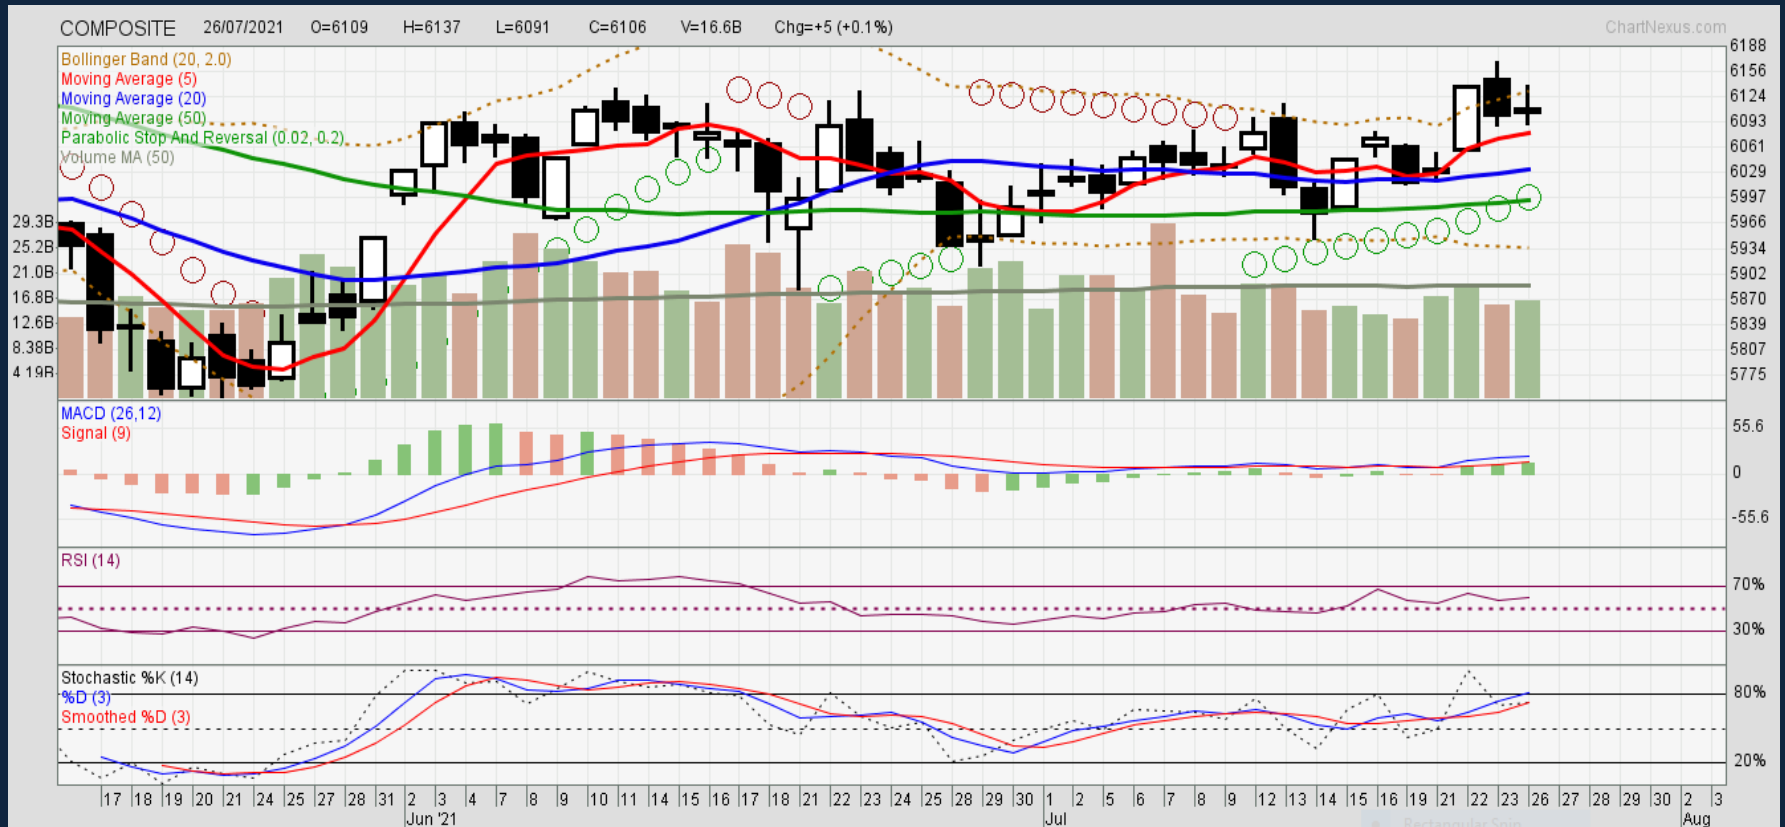 COMPOSITE 26/07/2021 O=6109 H=6137 L=6091 C=6106 V=16.6B Chg=+5 (+0.1%) ChartNexus.com
Bollinger Band (20, 2.0)
Moving Average (5)
Moving Average (20)
Moving Average (50)
Parabolic Stop And Reversal (0.02, 0.2)
Volume MA (50)
29.3B
25.2B
21.0B
16.8B
12.6B
8.38B
4 19B
6188
6156
6124
6093
6061
6029
5997
5966
5934
5902
5870
5839
5807
5775
MACD (26,12)
Signal (9)
55.6
0
-55.6
RSI (14)
70%
30%
Stochastic %K (14)
%D (3)
Smoothed %D (3)
80%
20%
17 18 19 20 21 24 25 27 28 31 2 3 4 7 8 9 10 11 14 15 16 17 18 21 22 23 24 25 28 29 30 1 2 5 6 7 8 9 12 13 14 15 16 19 21 22 23 26 27 28 29 30 2 3
Jun '21 Jul Aug
Rectangular Snip